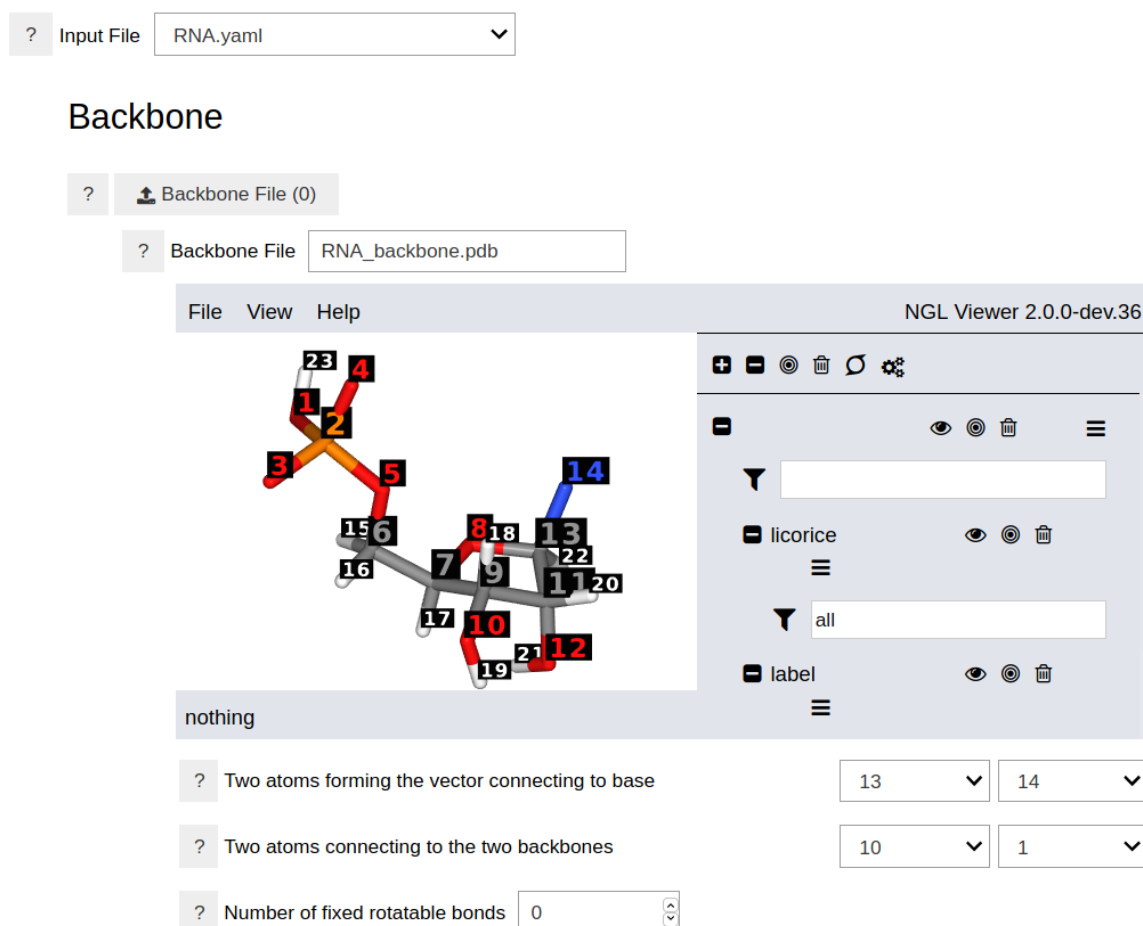 ? Input File RNA.yaml
Backbone
? Backbone File (0)
? Backbone File RNA_backbone.pdb
File View Help NGL Viewer 2.0.0-dev.36
23 4
1
2
3 5 14
15 6 8 18 13
7 9 22
16 11 20
17 10
21 12
19
licorice
all
label
nothing
? Two atoms forming the vector connecting to base 13 14
? Two atoms connecting to the two backbones 10 1
? Number of fixed rotatable bonds 0